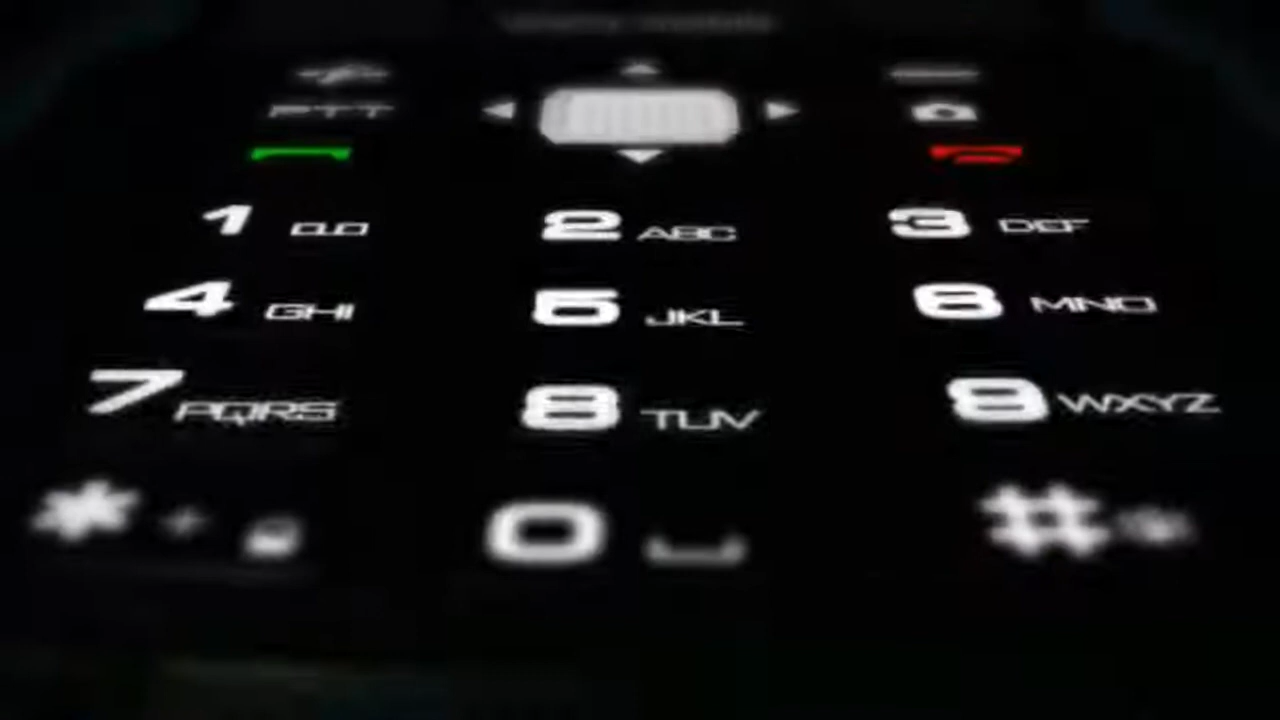 PTT
1 2 ABC 3 DEF
4 GHI 5 JKL 6 MNO
7 PQRS 8 TUV 9 WXYZ
* + 0 #